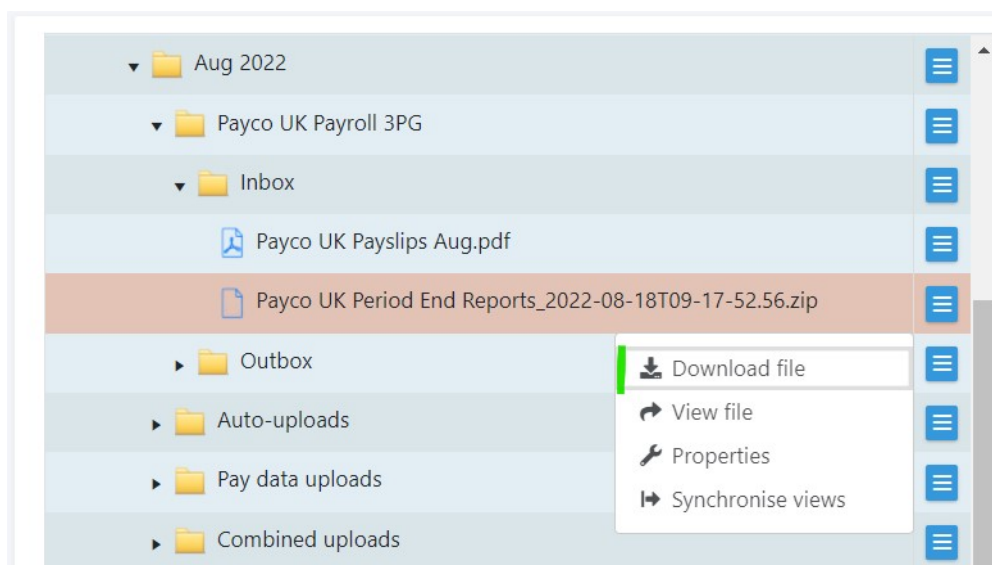 Aug 2022
Payco UK Payroll 3PG
Inbox
Payco UK Payslips Aug.pdf
Payco UK Period End Reports_2022-08-18T09-17-52.56.zip
Outbox
Download file
Auto-uploads
View file
Properties
Pay data uploads
Synchronise views
Combined uploads